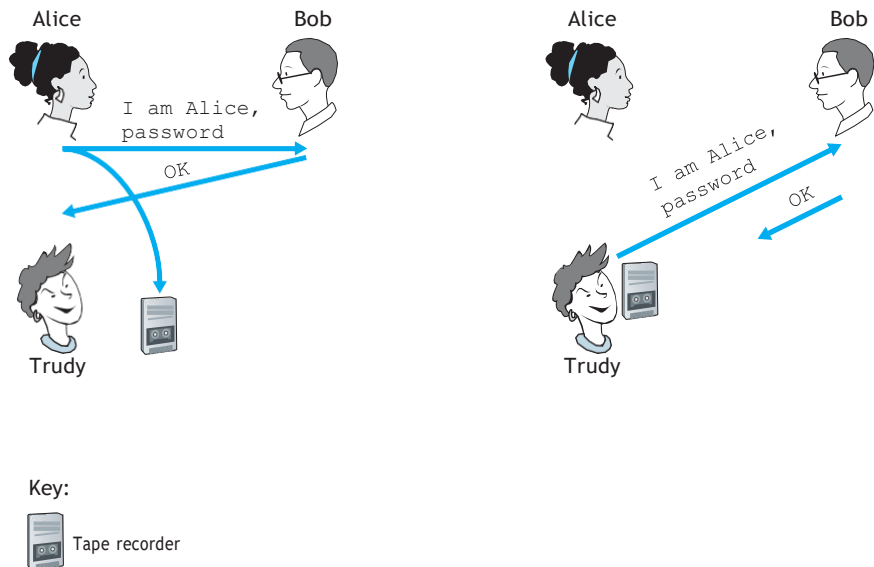 Alice
Bob
I am Alice,
password
OK
Trudy
Alice
Bob
I am Alice,
password
OK
Trudy
Key:
Tape recorder